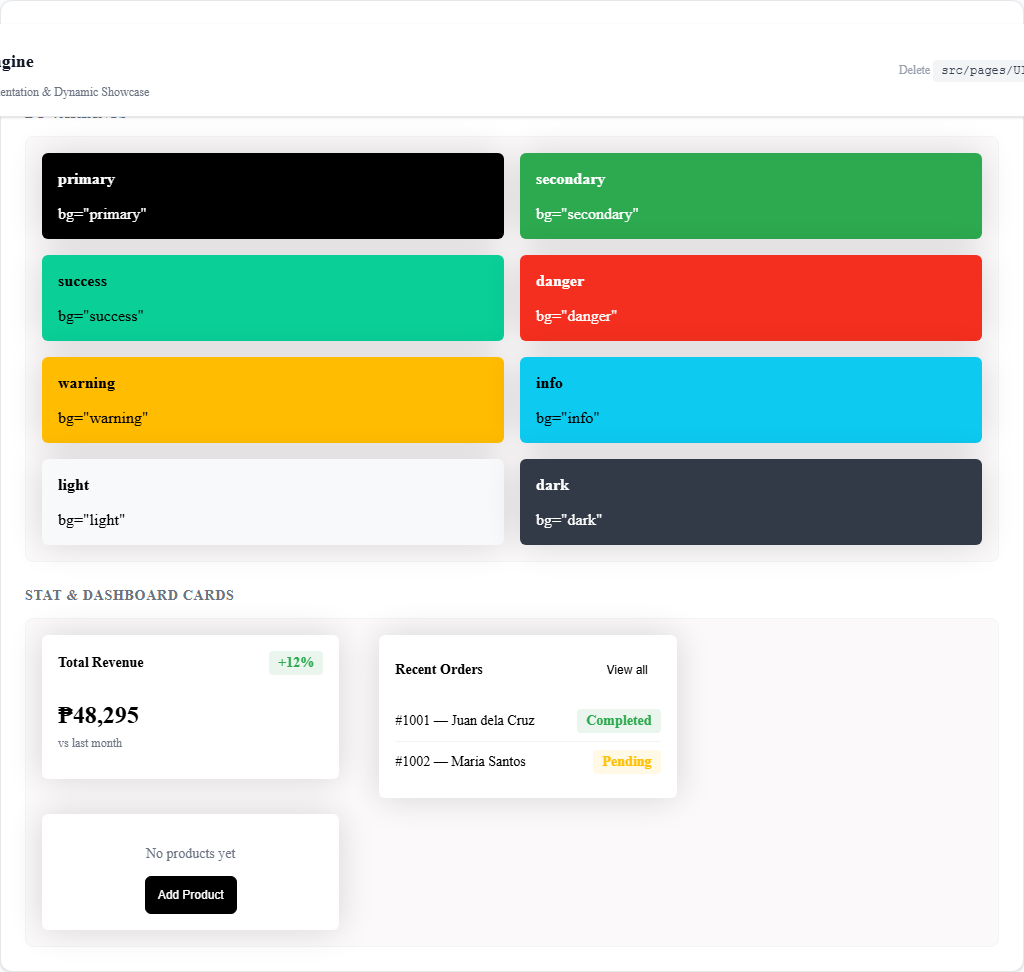 gine
Delete src/pages/UI
entation & Dynamic Showcase
primary
bg="primary"
secondary
bg="secondary"
success
bg="success"
danger
bg="danger"
warning
bg="warning"
info
bg="info"
light
bg="light"
dark
bg="dark"
STAT & DASHBOARD CARDS
Total Revenue
+12%
₱48,295
vs last month
Recent Orders
View all
#1001 — Juan dela Cruz
Completed
#1002 — Maria Santos
Pending
No products yet
Add Product